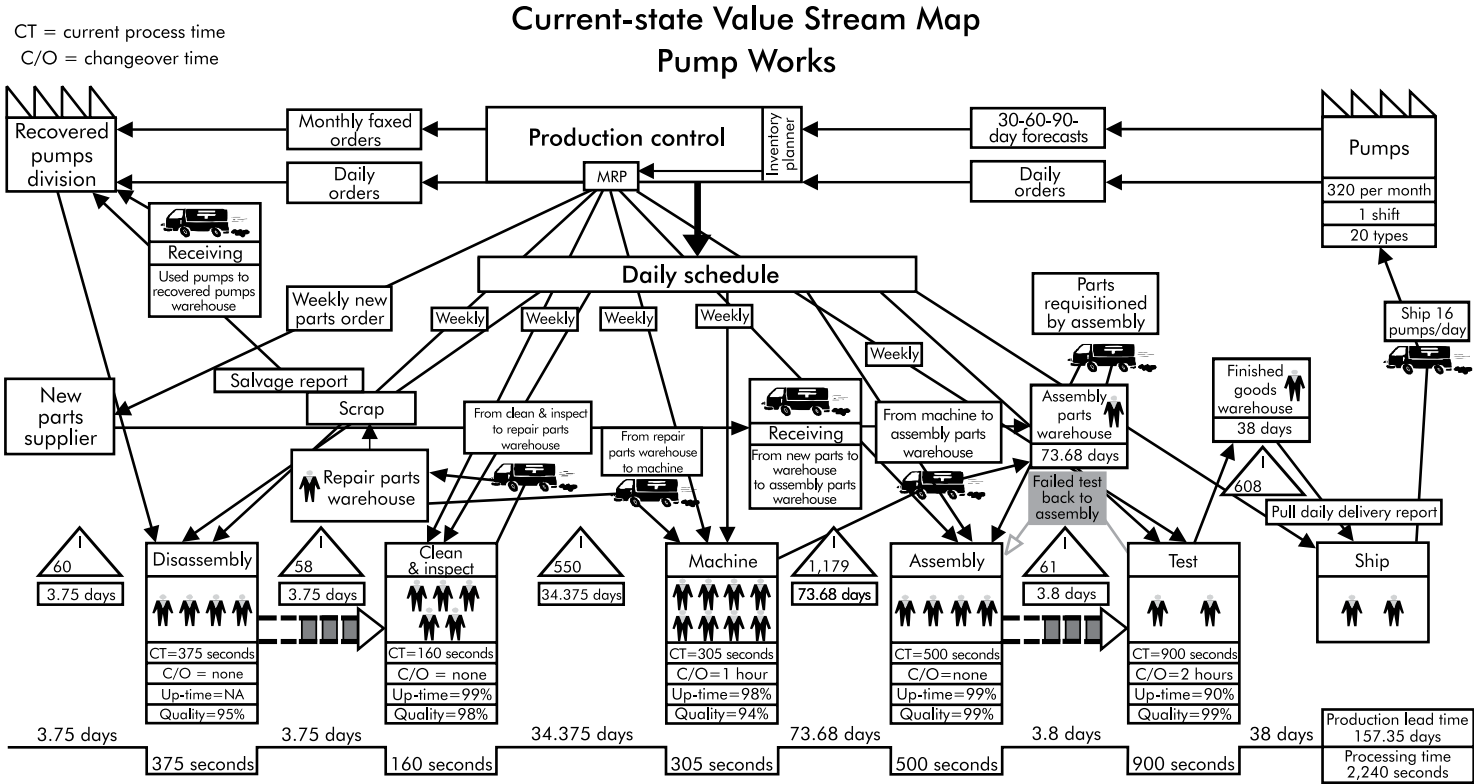 Current-state Value Stream Map
Pump Works
CT = current process time
C/O = changeover time
Recovered
pumps
division
Monthly faxed
orders
Daily
orders
Production control
MRP
Inventory
planner
30-60-90-
day forecasts
Daily
orders
Pumps
320 per month
1 shift
20 types
Receiving
Used pumps to
recovered pumps
warehouse
Weekly new
parts order
Daily schedule
Weekly
Weekly
Weekly
Weekly
Weekly
Parts
requisitioned
by assembly
Ship 16
pumps/day
New
parts
supplier
Salvage report
Scrap
Repair parts
warehouse
From clean & inspect
to repair parts
warehouse
From repair
parts warehouse
to machine
Receiving
From new parts to
warehouse
to assembly parts
warehouse
From machine to
assembly parts
warehouse
Assembly
parts
warehouse
73.68 days
Failed test
back to
assembly
Finished
goods
warehouse
38 days
I
608
Pull daily delivery report
I
60
3.75 days
Disassembly
CT=375 seconds
C/O = none
Up-time=NA
Quality=95%
I
58
3.75 days
Clean
& inspect
CT=160 seconds
C/O = none
Up-time=99%
Quality=98%
I
550
34.375 days
Machine
CT=305 seconds
C/O=1 hour
Up-time=98%
Quality=94%
I
1,179
73.68 days
Assembly
CT=500 seconds
C/O=none
Up-time=99%
Quality=99%
I
61
3.8 days
Test
CT=900 seconds
C/O=2 hours
Up-time=90%
Quality=99%
Ship
3.75 days
375 seconds
3.75 days
160 seconds
34.375 days
305 seconds
73.68 days
500 seconds
3.8 days
900 seconds
38 days
Production lead time
157.35 days
Processing time
2,240 seconds